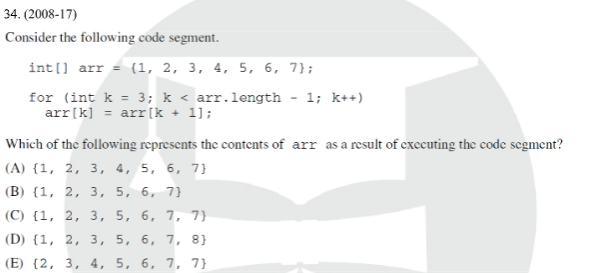 34. (2008-17)
Consider the following code segment.
int[] arr = {1, 2, 3, 4, 5, 6, 7};
for (int k = 3; k < arr.length - 1; k++)
arr[k] = arr[k + 1];
Which of the following represents the contents of arr as a result of executing the code segment?
(A) {1, 2, 3, 4, 5, 6, 7}
(B) {1, 2, 3, 5, 6, 7}
(C) {1, 2, 3, 5, 6, 7, 7}
(D) {1, 2, 3, 5, 6, 7, 8}
(E) {2, 3, 4, 5, 6, 7, 7}